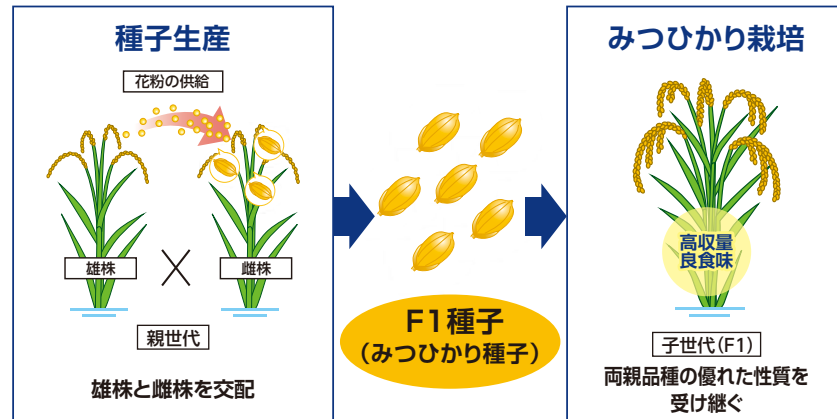 種子生産
花粉の供給
雄株
雌株
親世代
雄株と雌株を交配
F1種子
(みつひかり種子)
みつひかり栽培
高収量
良食味
子世代(F1)
両親品種の優れた性質を
受け継ぐ